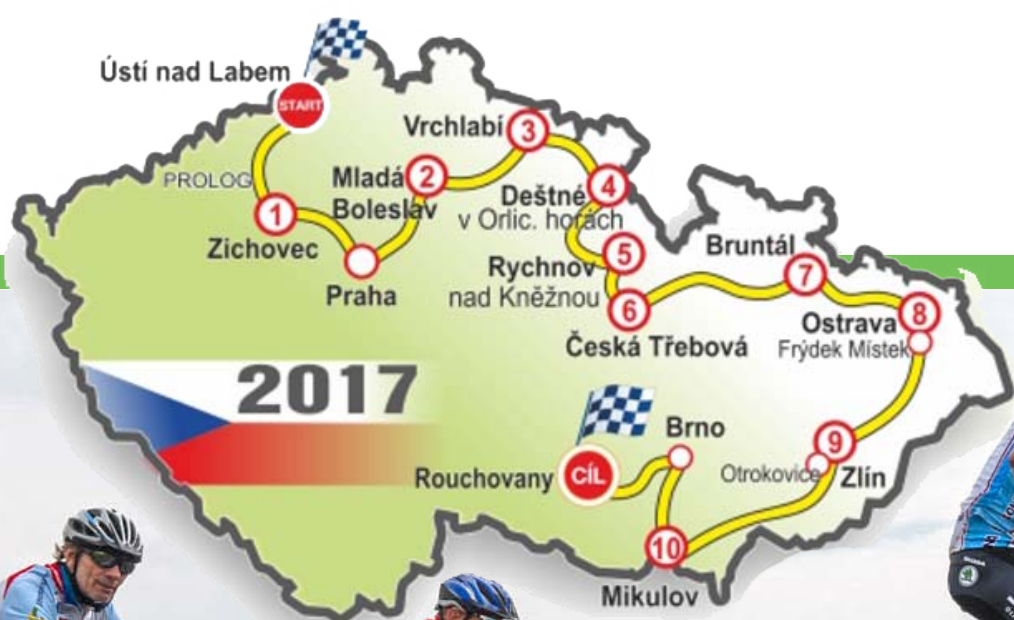 Ústí nad Labem
START
PROLOG
1
Zichovec
Praha
Mladá
Boleslav
2
Vrchlabí
3
Deštné
v Orlic. horách
4
Rychnov
nad Kněžnou
5
6
Česká Třebová
Bruntál
7
8
Ostrava
Frýdek Místek
9
Otrokovice
Zlín
10
Mikulov
Brno
Rouchovany
CÍL
2017